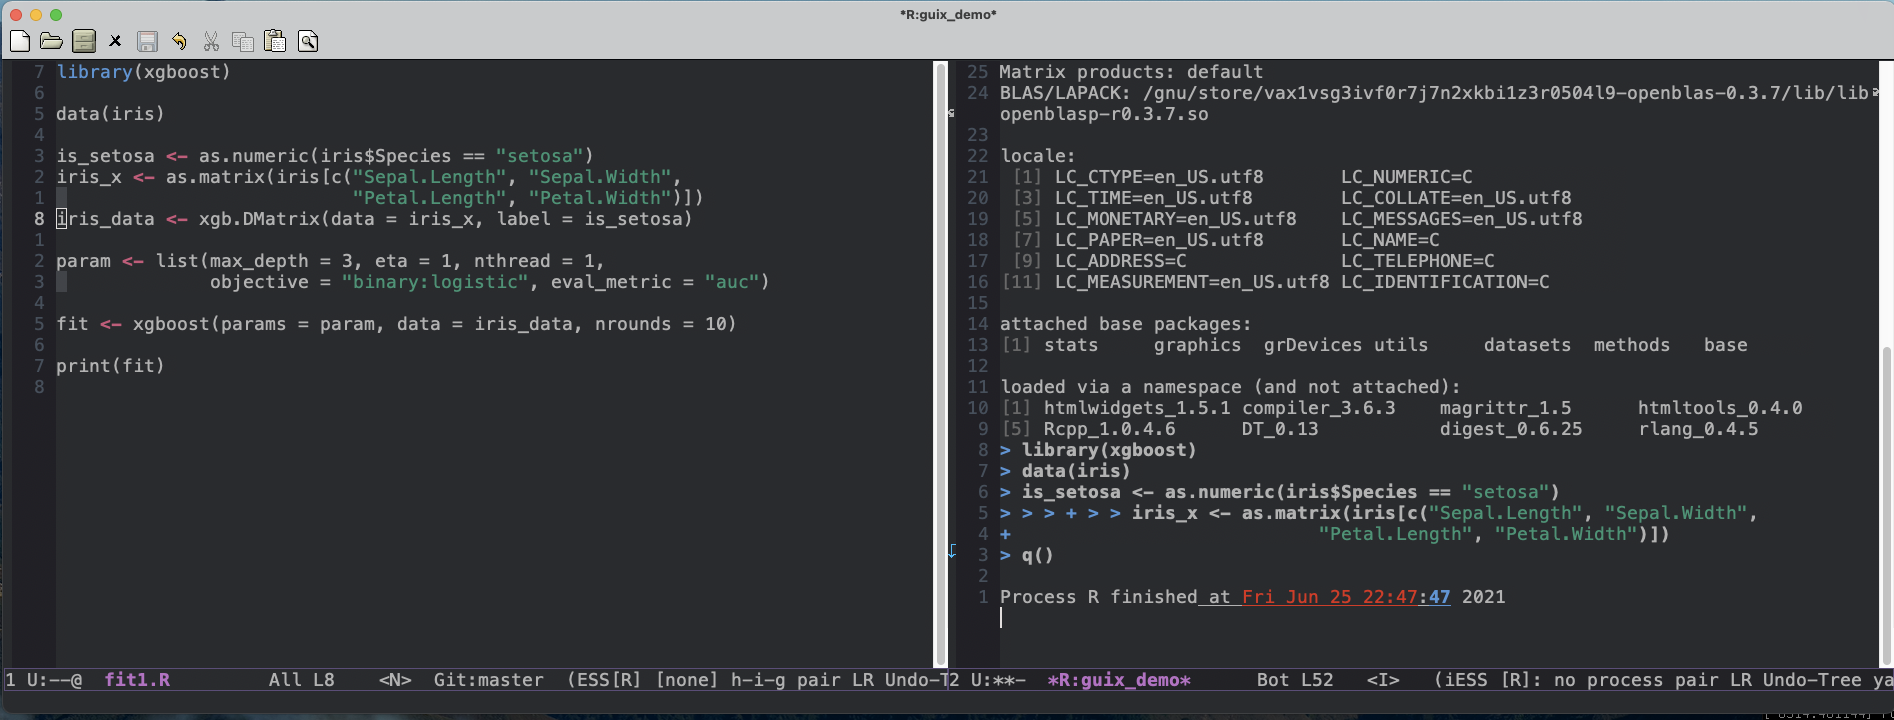 *R:guix_demo*
7 library(xgboost)
6
5 data(iris)
4
3 is_setosa <- as.numeric(iris$Species == "setosa")
2 iris_x <- as.matrix(iris[c("Sepal.Length", "Sepal.Width",
1 "Petal.Length", "Petal.Width")])
8 iris_data <- xgb.DMatrix(data = iris_x, label = is_setosa)
1
2 param <- list(max_depth = 3, eta = 1, nthread = 1,
3 objective = "binary:logistic", eval_metric = "auc")
4
5 fit <- xgboost(params = param, data = iris_data, nrounds = 10)
6
7 print(fit)
8
1 U:--@ fit1.R All L8 <N> Git:master (ESS[R] [none] h-i-g pair LR Undo-T
25 Matrix products: default
24 BLAS/LAPACK: /gnu/store/vax1vsg3ivf0r7j7n2xkbi1z3r0504l9-openblas-0.3.7/lib/lib
openblasp-r0.3.7.so
23
22 locale:
21 [1] LC_CTYPE=en_US.utf8 LC_NUMERIC=C
20 [3] LC_TIME=en_US.utf8 LC_COLLATE=en_US.utf8
19 [5] LC_MONETARY=en_US.utf8 LC_MESSAGES=en_US.utf8
18 [7] LC_PAPER=en_US.utf8 LC_NAME=C
17 [9] LC_ADDRESS=C LC_TELEPHONE=C
16 [11] LC_MEASUREMENT=en_US.utf8 LC_IDENTIFICATION=C
15
14 attached base packages:
13 [1] stats graphics grDevices utils datasets methods base
12
11 loaded via a namespace (and not attached):
10 [1] htmlwidgets_1.5.1 compiler_3.6.3 magrittr_1.5 htmltools_0.4.0
9 [5] Rcpp_1.0.4.6 DT_0.13 digest_0.6.25 rlang_0.4.5
8 > library(xgboost)
7 > data(iris)
6 > is_setosa <- as.numeric(iris$Species == "setosa")
5 > > > + > > iris_x <- as.matrix(iris[c("Sepal.Length", "Sepal.Width",
4 + "Petal.Length", "Petal.Width")])
3 > q()
2
1 Process R finished at Fri Jun 25 22:47:47 2021
2 U:**- *R:guix_demo* Bot L52 <I> (iESS [R]: no process pair LR Undo-Tree ya